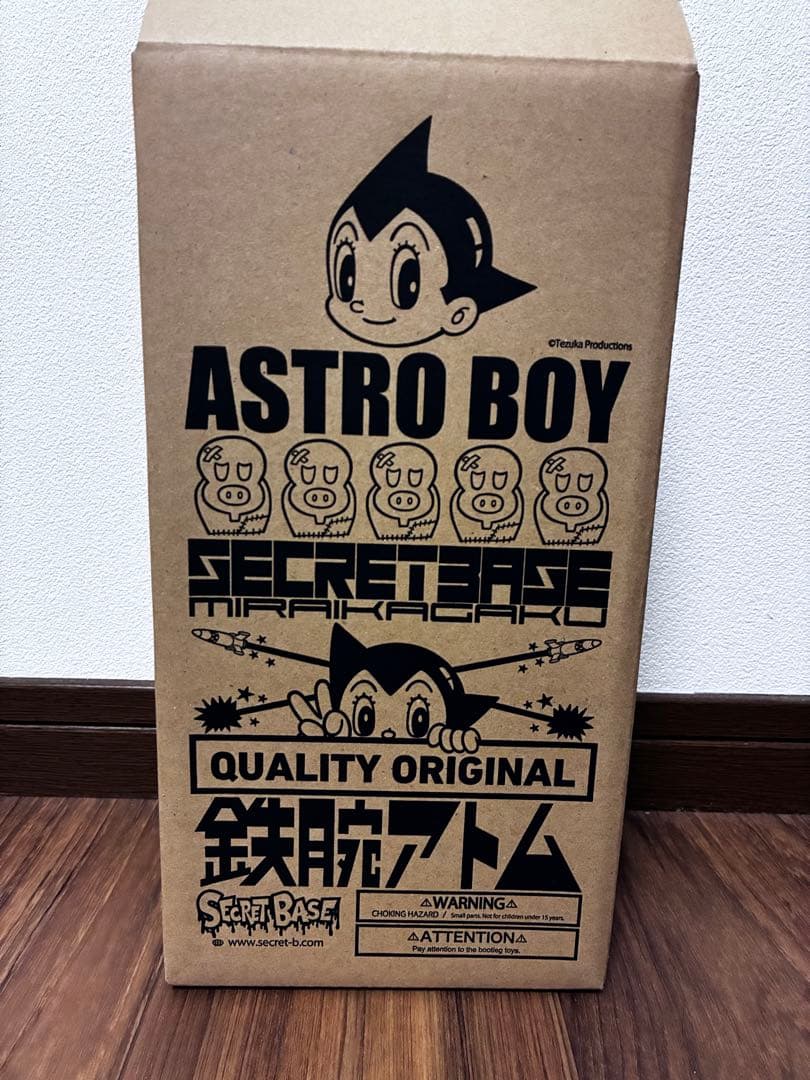 ©Tezuka Productions
ASTRO BOY
SECRETBASE
MIRAIKAGAKU
QUALITY ORIGINAL
鉄腕アトム
SECRET BASE
www.secret-b.com
⚠WARNING⚠
CHOKING HAZARD / Small parts. Not for children under 15 years.
⚠ATTENTION⚠
Pay attention to the bootleg toys.